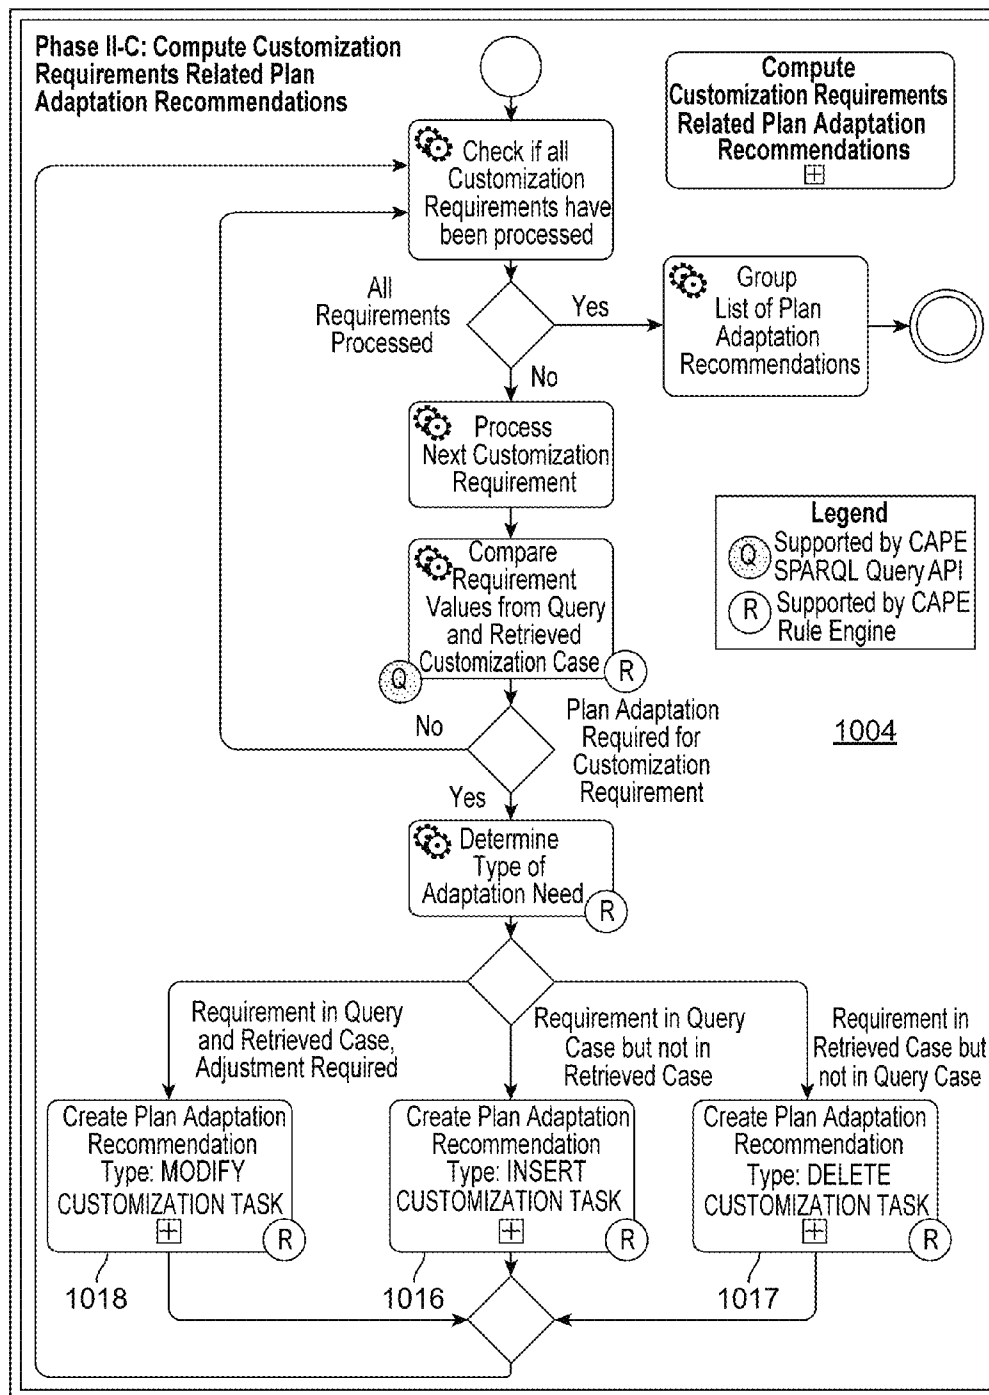 Phase II-C: Compute Customization
Requirements Related Plan
Adaptation Recommendations
Compute
Customization Requirements
Related Plan Adaptation
Recommendations
Check if all
Customization
Requirements have
been processed
All
Requirements
Processed
Yes
Group
List of Plan
Adaptation
Recommendations
No
Process
Next Customization
Requirement
Legend
Q Supported by CAPE
SPARQL Query API
R Supported by CAPE
Rule Engine
Compare
Requirement
Values from Query
and Retrieved
Customization Case
Q
R
No
Plan Adaptation
Required for
Customization
Requirement
1004
Yes
Determine
Type of
Adaptation Need
R
Requirement in Query
and Retrieved Case,
Adjustment Required
Requirement in Query
Case but not in
Retrieved Case
Requirement in
Retrieved Case but
not in Query Case
Create Plan Adaptation
Recommendation
Type: MODIFY
CUSTOMIZATION TASK
R
1018
Create Plan Adaptation
Recommendation
Type: INSERT
CUSTOMIZATION TASK
R
1016
Create Plan Adaptation
Recommendation
Type: DELETE
CUSTOMIZATION TASK
R
1017